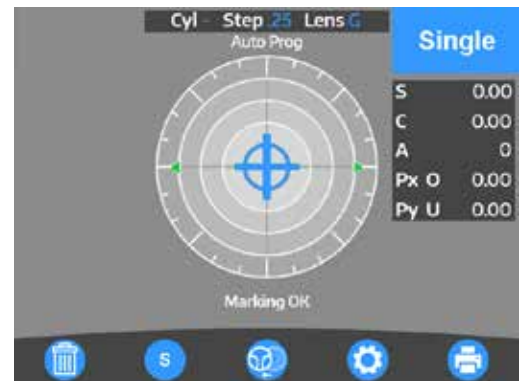 Cyl - Step .25 Lens G
Auto Prog
Single
S 0.00
C 0.00
A 0
Px O 0.00
Py U 0.00
Marking OK
S